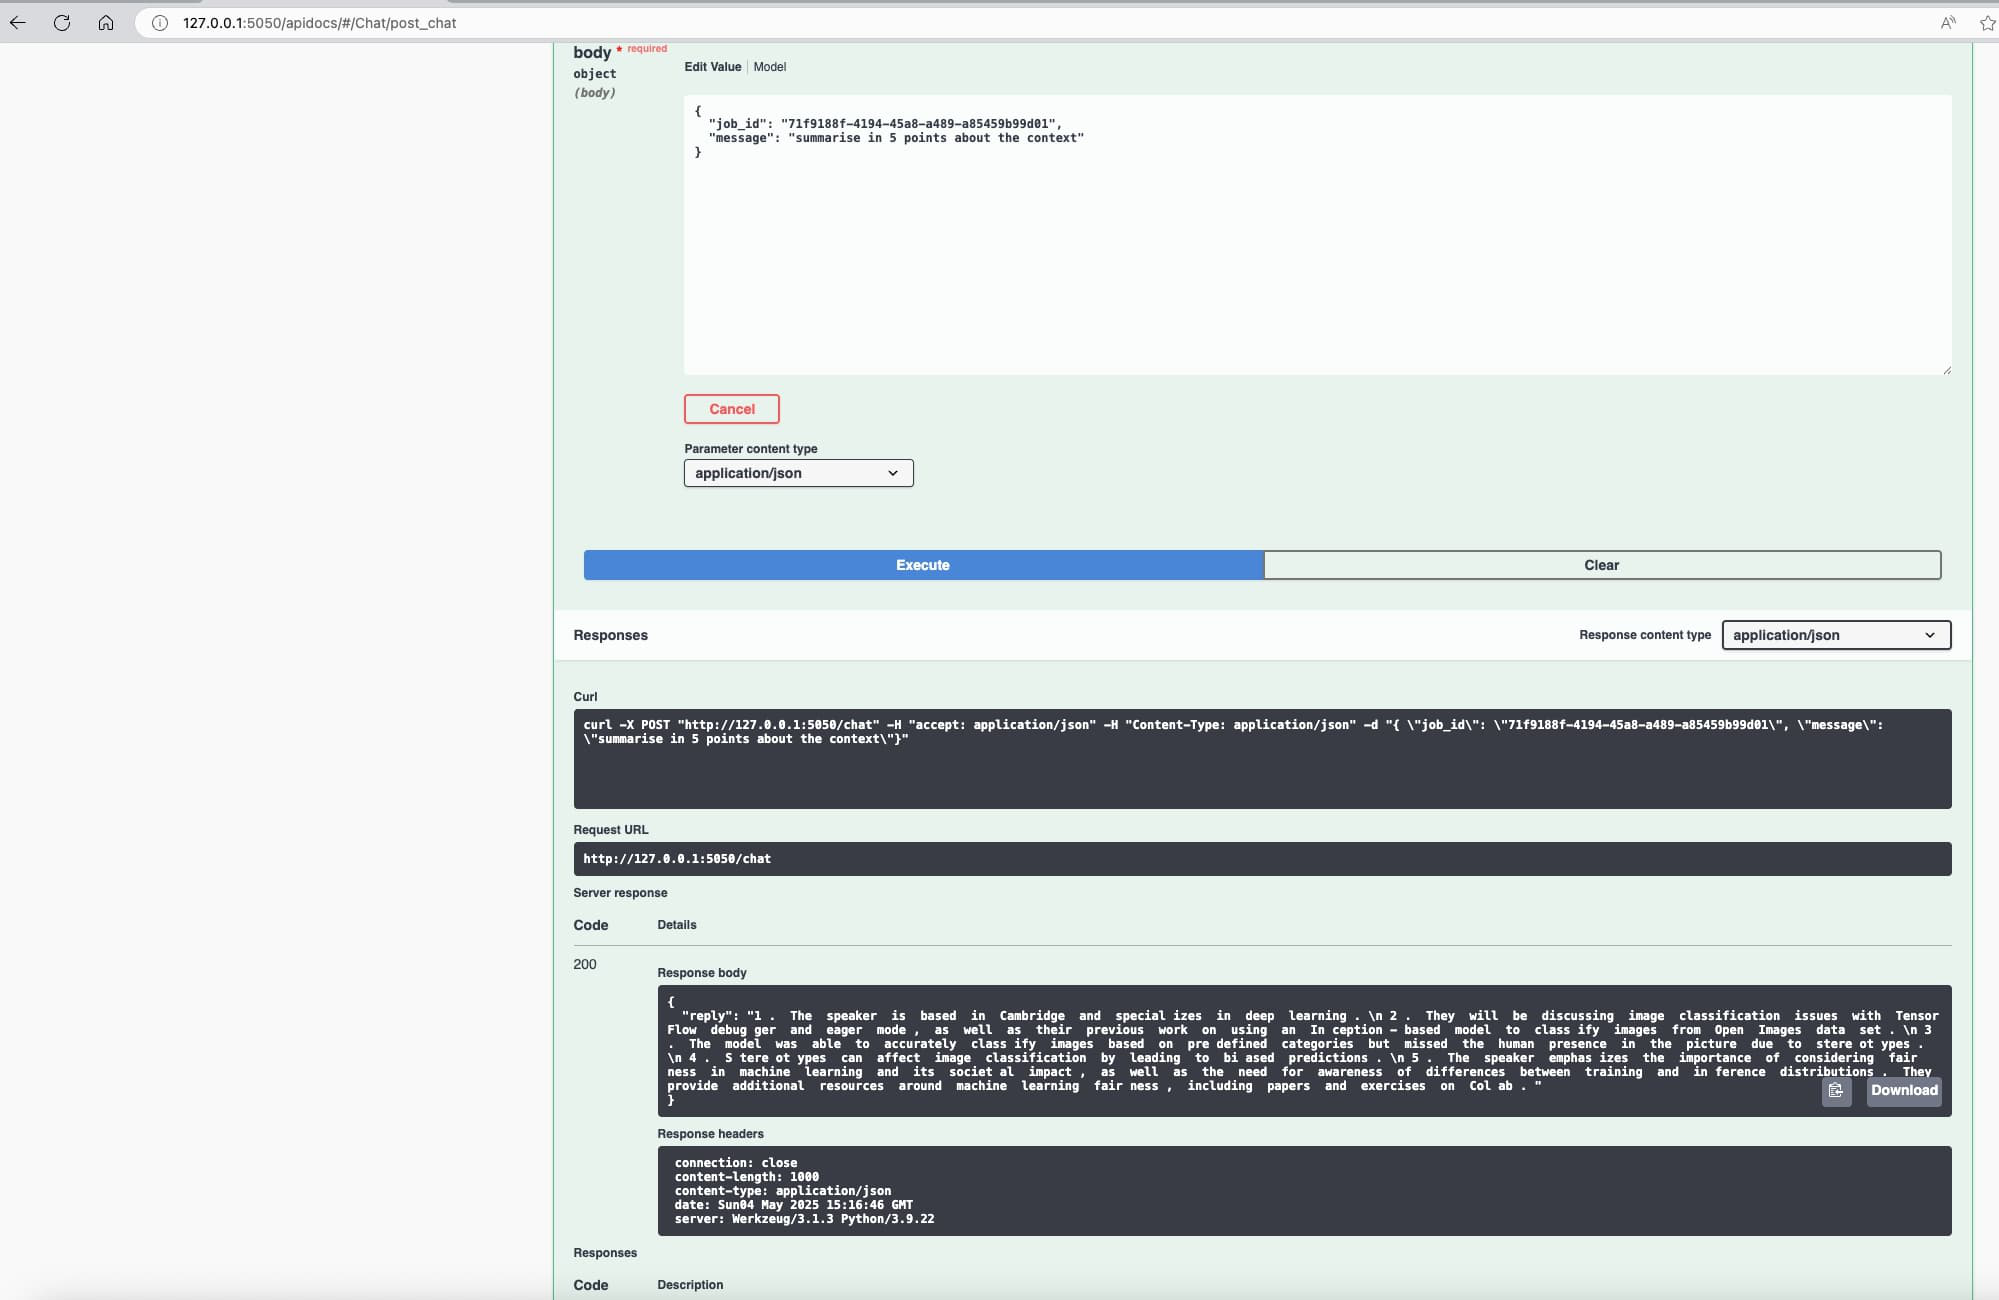 127.0.0.1:5050/apidocs/#/Chat/post_chat
body * required
object
(body)
Edit Value | Model
{
  "job_id": "71f9188f-4194-45a8-a489-a85459b99d01",
  "message": "summarise in 5 points about the context"
}
Cancel
Parameter content type
application/json
Execute
Clear
Responses
Response content type
application/json
Curl
curl -X POST "http://127.0.0.1:5050/chat" -H "accept: application/json" -H "Content-Type: application/json" -d "{ \"job_id\": \"71f9188f-4194-45a8-a489-a85459b99d01\", \"message\":
\"summarise in 5 points about the context\"}"
Request URL
http://127.0.0.1:5050/chat
Server response
Code Details
200
Response body
{
  "reply": "1 .  The  speaker  is  based  in  Cambridge  and  special izes  in  deep  learning . \n 2 .  They  will  be  discussing  image  classification  issues  with  Tensor
Flow  debug ger  and  eager  mode ,  as  well  as  their  previous  work  on  using  an  In ception - based  model  to  class ify  images  from  Open  Images  data  set . \n 3
.  The  model  was  able  to  accurately  class ify  images  based  on  pre defined  categories  but  missed  the  human  presence  in  the  picture  due  to  stere ot ypes .
\n 4 .  S tere ot ypes  can  affect  image  classification  by  leading  to  bi ased  predictions . \n 5 .  The  speaker  emphas izes  the  importance  of  considering  fair
ness  in  machine  learning  and  its  societ al  impact ,  as  well  as  the  need  for  awareness  of  differences  between  training  and  in ference  distributions .  They
provide  additional  resources  around  machine  learning  fair ness ,  including  papers  and  exercises  on  Col ab . "
}
Download
Response headers
connection: close
content-length: 1000
content-type: application/json
date: Sun04 May 2025 15:16:46 GMT
server: Werkzeug/3.1.3 Python/3.9.22
Responses
Code Description